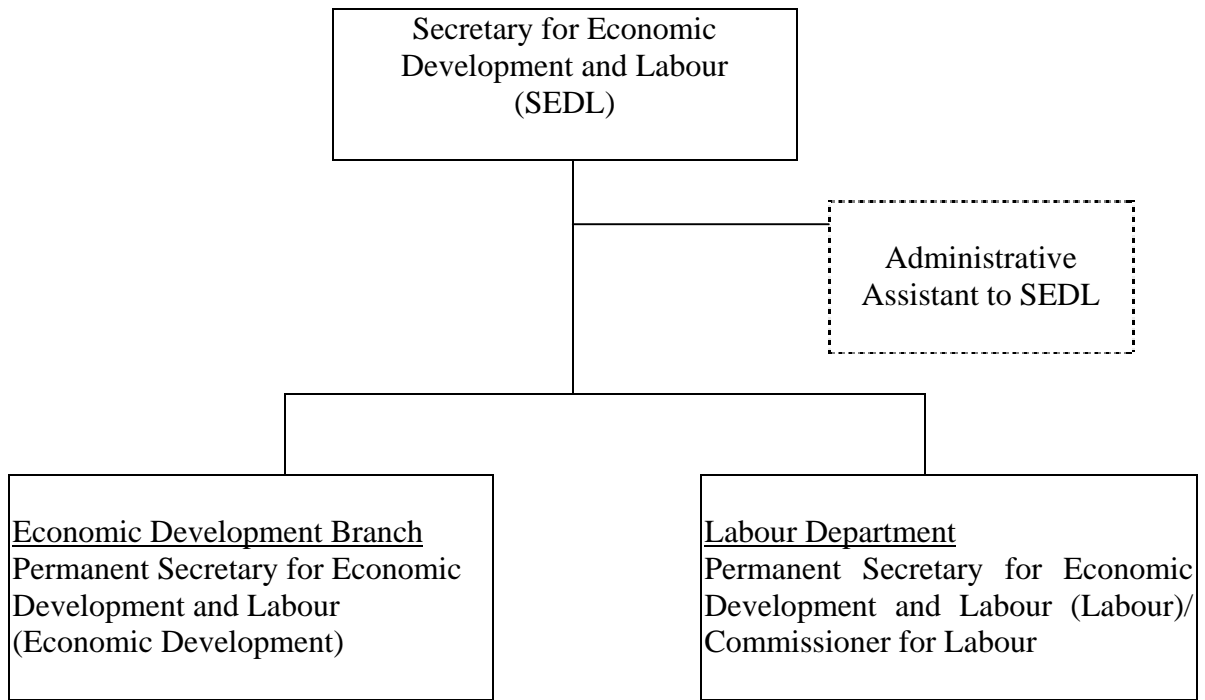 Secretary for Economic
Development and Labour
(SEDL)
Administrative
Assistant to SEDL
Economic Development Branch
Permanent Secretary for Economic
Development and Labour
(Economic Development)
Labour Department
Permanent Secretary for Economic
Development and Labour (Labour)/
Commissioner for Labour